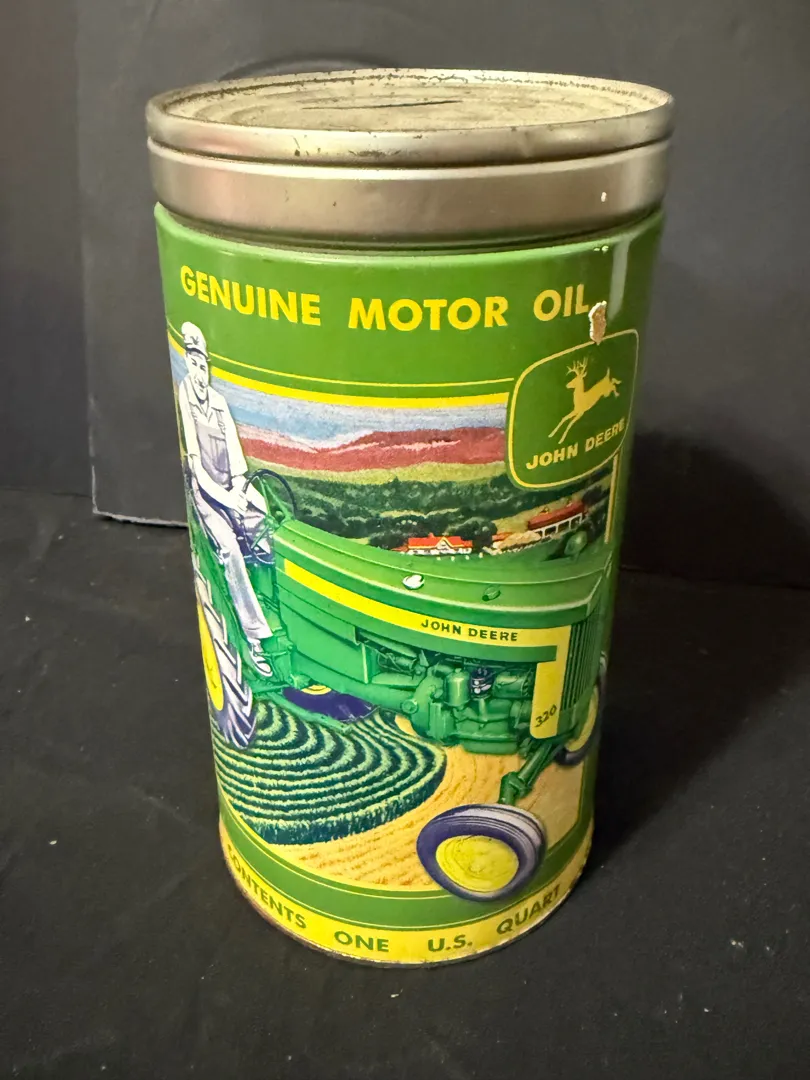 GENUINE MOTOR OIL
JOHN DEERE
JOHN DEERE
320
CONTENTS ONE U.S. QUART